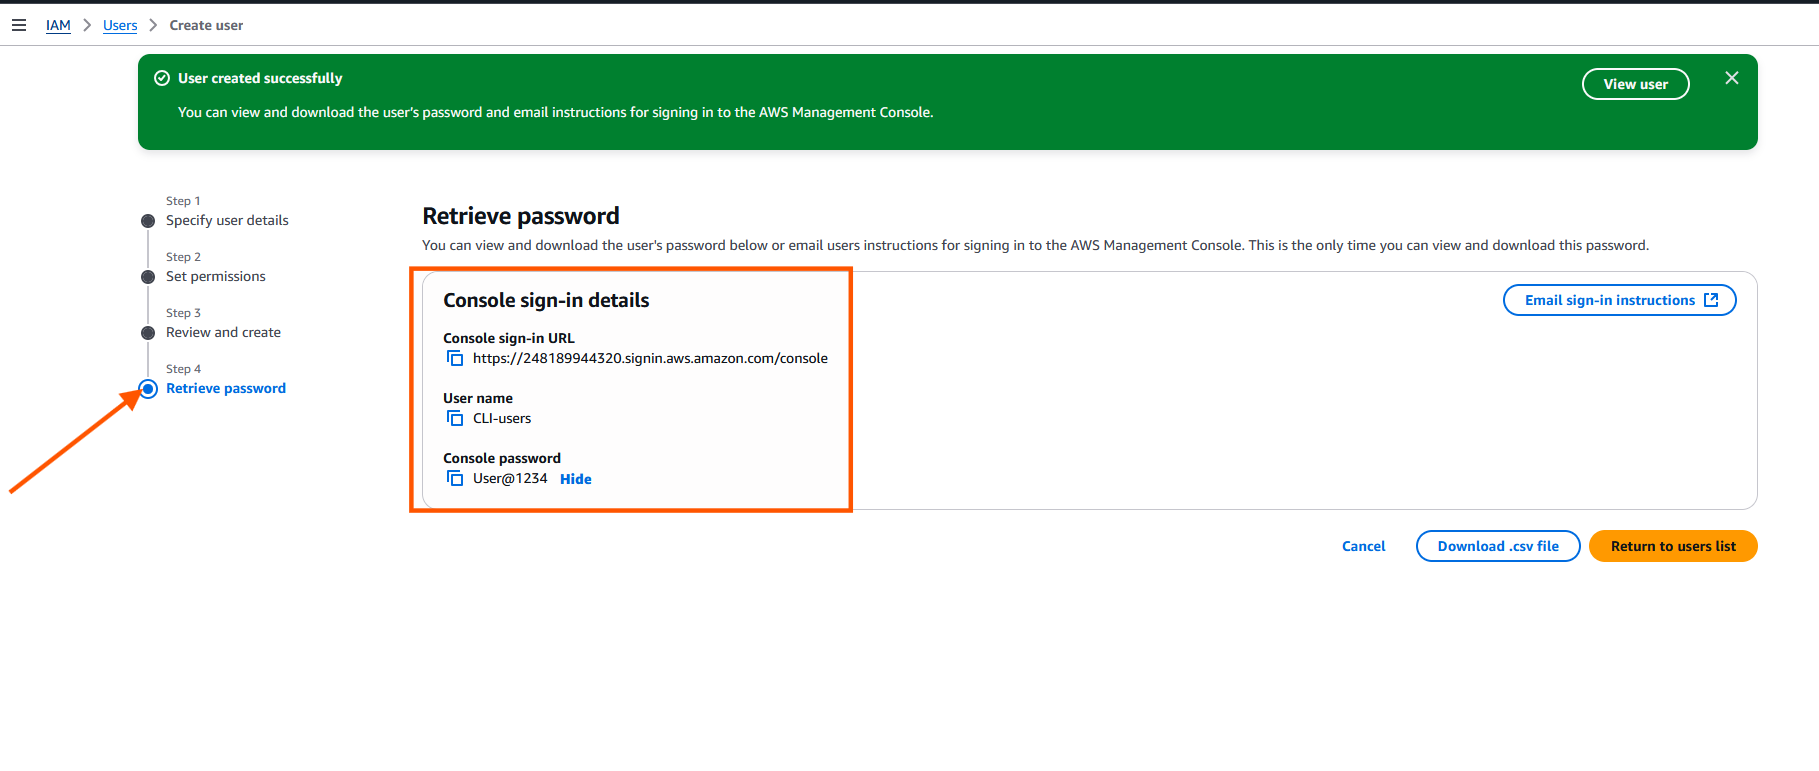 IAM > Users > Create user
User created successfully
View user
You can view and download the user's password and email instructions for signing in to the AWS Management Console.
Step 1
Specify user details
Step 2
Set permissions
Step 3
Review and create
Step 4
Retrieve password
Retrieve password
You can view and download the user's password below or email users instructions for signing in to the AWS Management Console. This is the only time you can view and download this password.
Console sign-in details
Email sign-in instructions
Console sign-in URL
https://248189944320.signin.aws.amazon.com/console
User name
CLI-users
Console password
User@1234 Hide
Cancel
Download .csv file
Return to users list